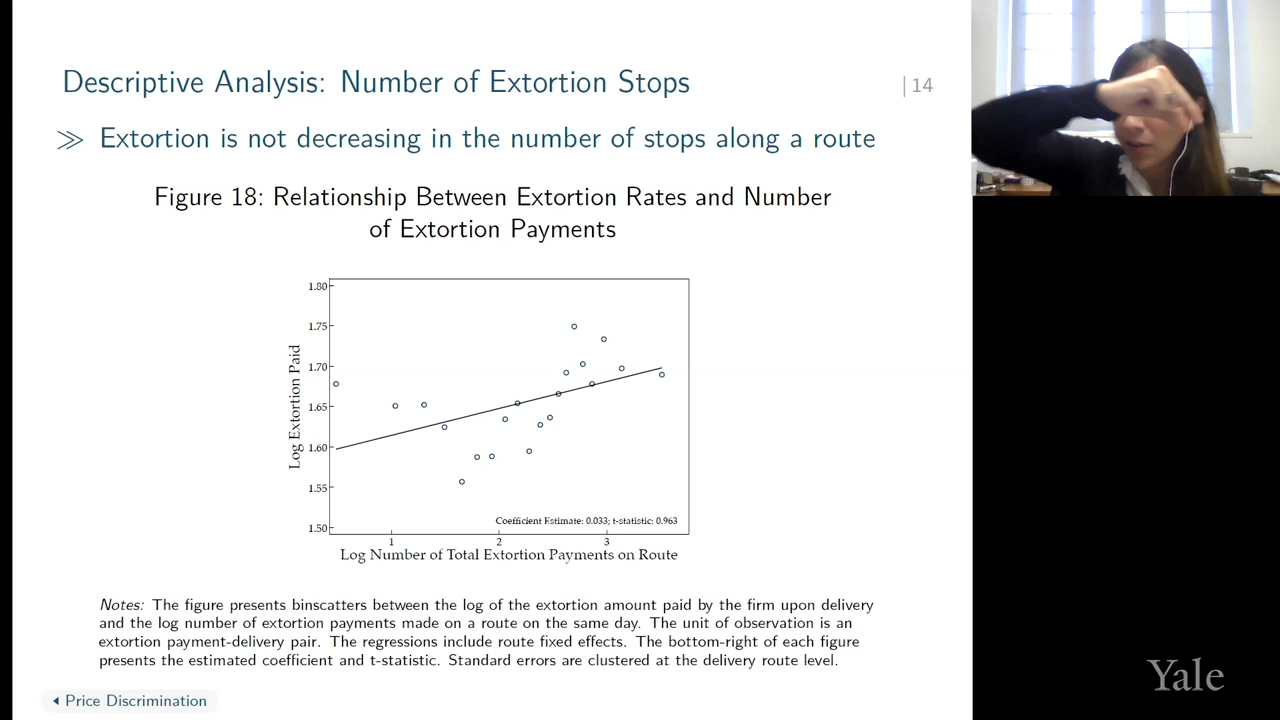 Descriptive Analysis: Number of Extortion Stops
| 14
≫ Extortion is not decreasing in the number of stops along a route
Figure 18: Relationship Between Extortion Rates and Number
of Extortion Payments
Log Extortion Paid
1.80
1.75
1.70
1.65
1.60
1.55
1.50
Coefficient Estimate: 0.033; t-statistic: 0.963
1 2 3
Log Number of Total Extortion Payments on Route
Notes: The figure presents binscatters between the log of the extortion amount paid by the firm upon delivery
and the log number of extortion payments made on a route on the same day. The unit of observation is an
extortion payment-delivery pair. The regressions include route fixed effects. The bottom-right of each figure
presents the estimated coefficient and t-statistic. Standard errors are clustered at the delivery route level.
Price Discrimination
Yale